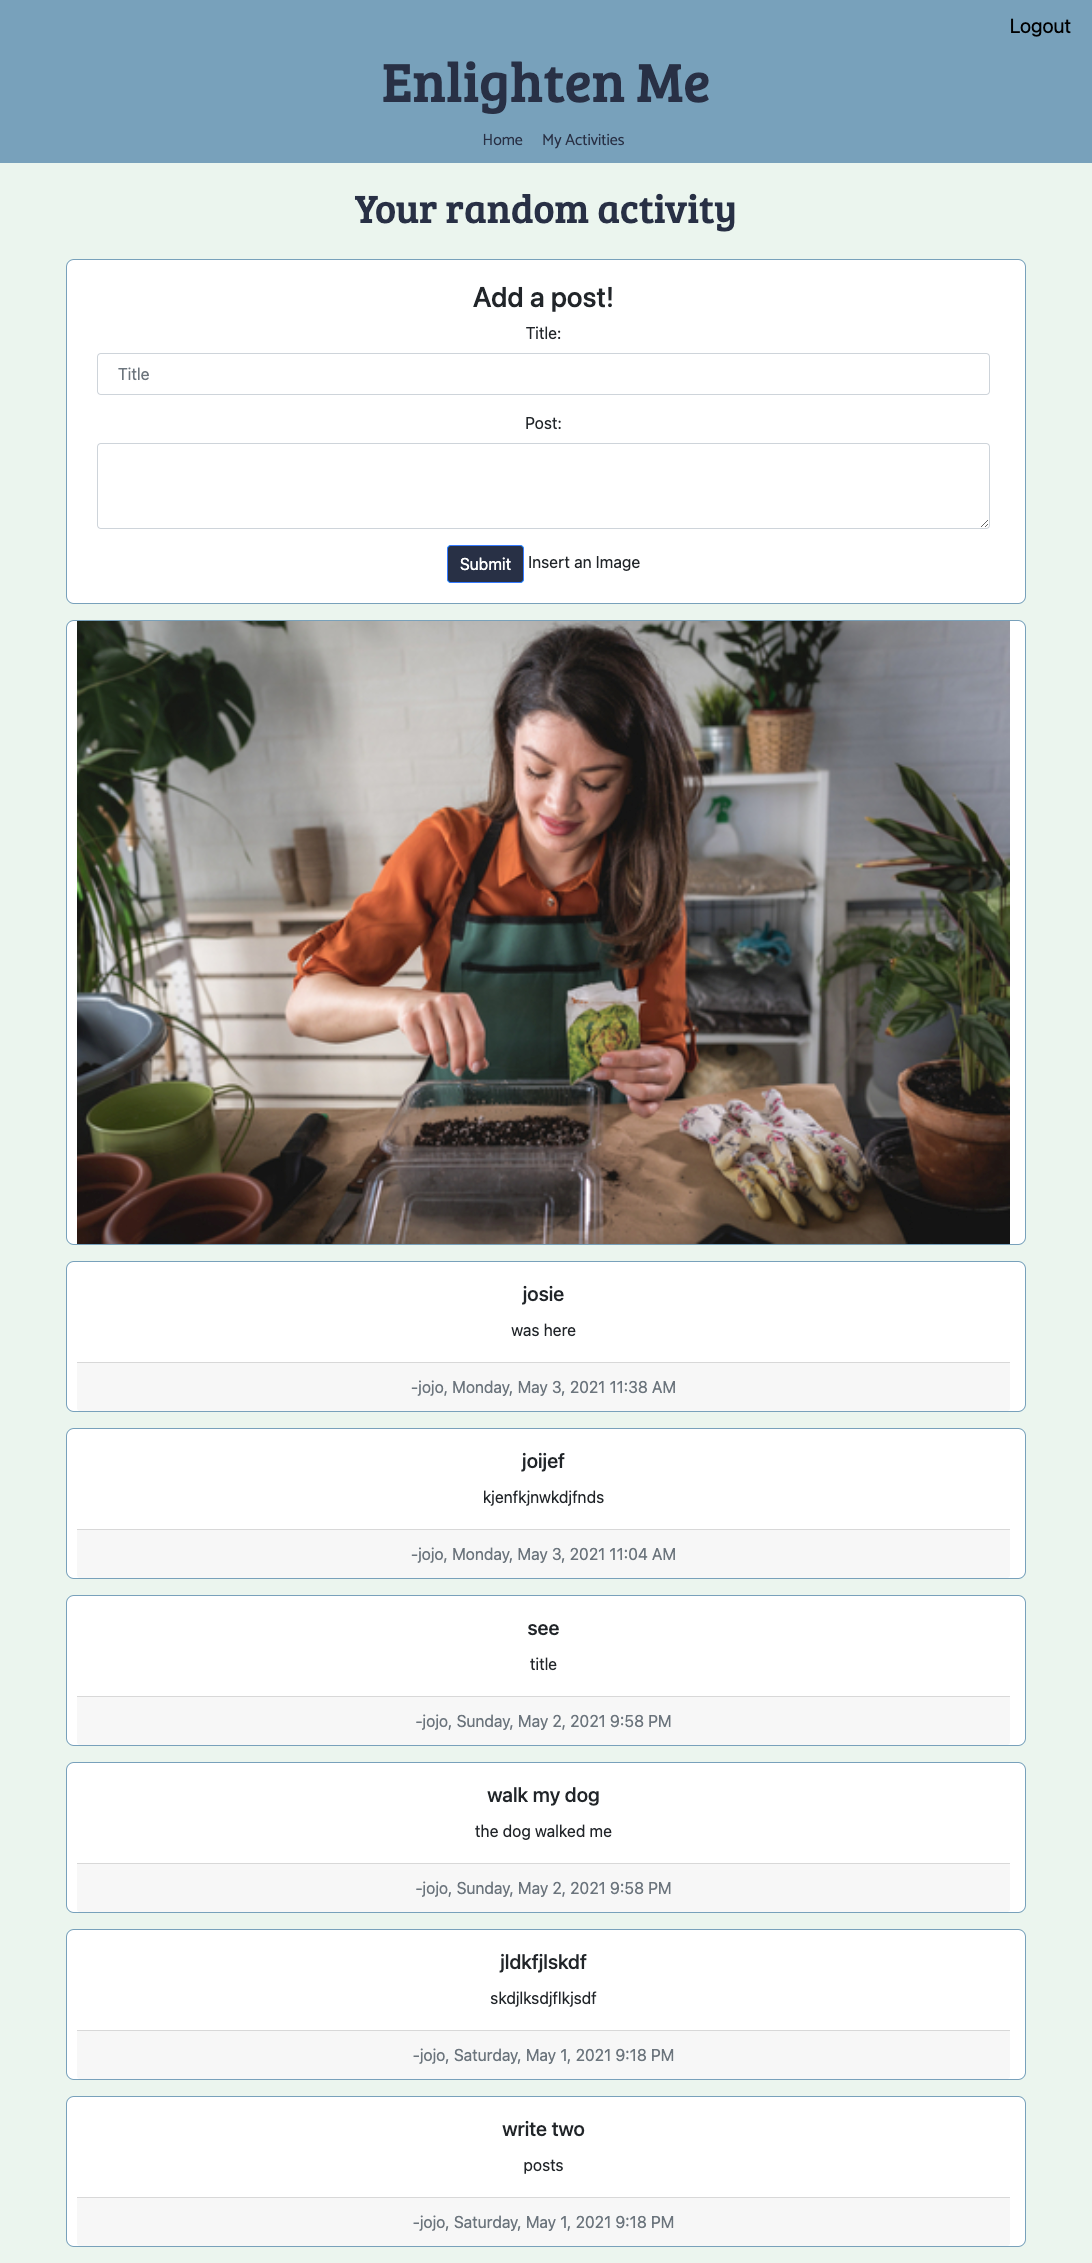 Logout
Enlighten Me
Home My Activities
Your random activity
Add a post!
Title:
Title
Post:
Submit Insert an Image
josie
was here
-jojo, Monday, May 3, 2021 11:38 AM
joijef
kjenfkjnwkdjfnds
-jojo, Monday, May 3, 2021 11:04 AM
see
title
-jojo, Sunday, May 2, 2021 9:58 PM
walk my dog
the dog walked me
-jojo, Sunday, May 2, 2021 9:58 PM
jldkfjlskdf
skdjlksdjflkjsdf
-jojo, Saturday, May 1, 2021 9:18 PM
write two
posts
-jojo, Saturday, May 1, 2021 9:18 PM